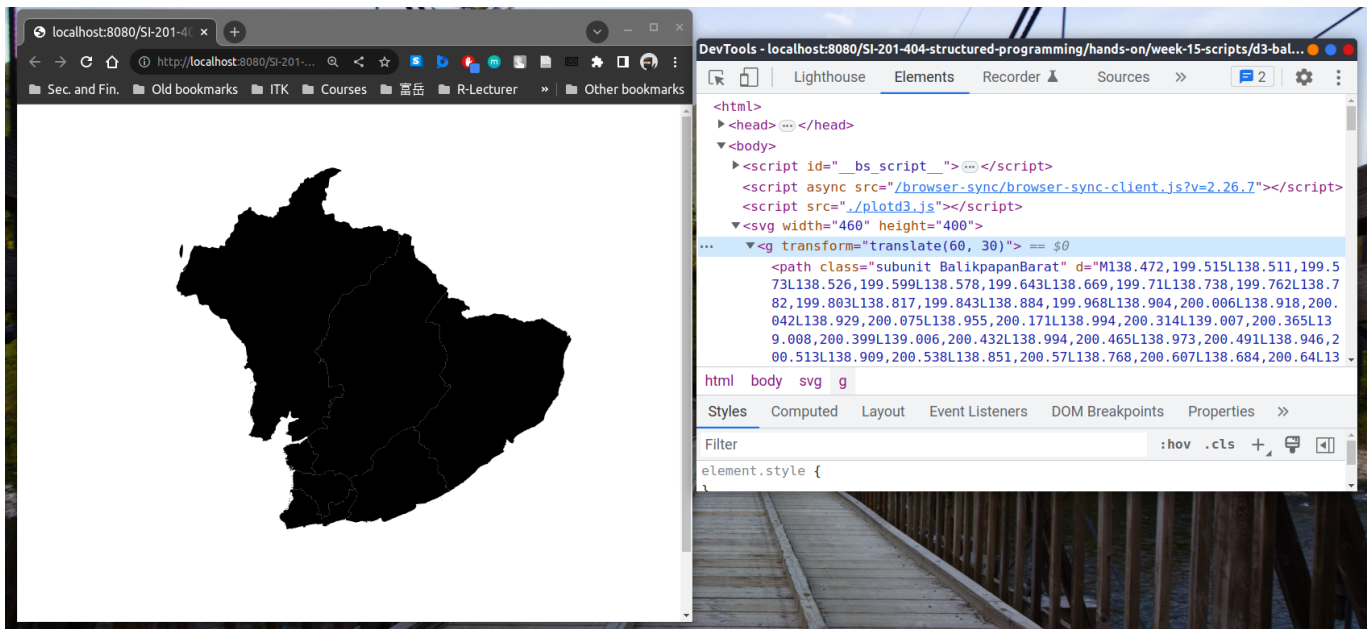 localhost:8080/SI-201-40
http://localhost:8080/SI-201-...
Sec. and Fin. Old bookmarks ITK Courses 富岳 R-Lecturer » Other bookmarks
DevTools - localhost:8080/SI-201-404-structured-programming/hands-on/week-15-scripts/d3-bal...
Lighthouse Elements Recorder Sources » 2
<html>
<head> ... </head>
<body>
<script id="__bs_script__"> ... </script>
<script async src="/browser-sync/browser-sync-client.js?v=2.26.7"></script>
<script src="./plotd3.js"></script>
<svg width="460" height="400">
... <g transform="translate(60, 30)"> == $0
<path class="subunit BalikpapanBarat" d="M138.472,199.515L138.511,199.5
73L138.526,199.599L138.578,199.643L138.669,199.71L138.738,199.762L138.7
82,199.803L138.817,199.843L138.884,199.968L138.904,200.006L138.918,200.
042L138.929,200.075L138.955,200.171L138.994,200.314L139.007,200.365L13
9.008,200.399L139.006,200.432L138.994,200.465L138.973,200.491L138.946,2
00.513L138.909,200.538L138.851,200.57L138.768,200.607L138.684,200.64L13
html body svg g
Styles Computed Layout Event Listeners DOM Breakpoints Properties »
Filter :hov .cls +
element.style {
}